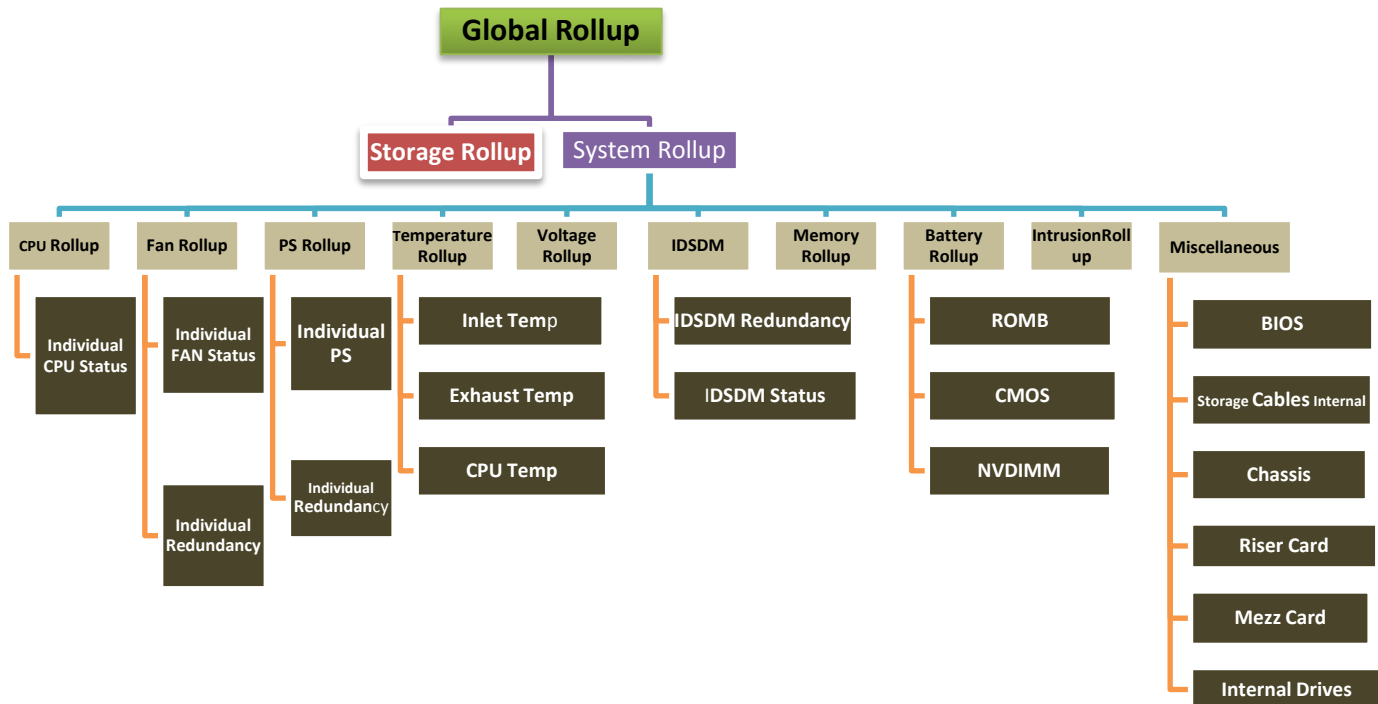 Global Rollup
Storage Rollup
System Rollup
CPU Rollup
Fan Rollup
PS Rollup
Temperature
Rollup
Voltage
Rollup
IDSDM
Memory
Rollup
Battery
Rollup
IntrusionRoll
up
Miscellaneous
Individual
CPU Status
Individual
FAN Status
Individual
Redundancy
Individual
PS
Individual
Redundancy
Inlet Temp
Exhaust Temp
CPU Temp
IDSDM Redundancy
IDSDM Status
ROMB
CMOS
NVDIMM
BIOS
Storage Cables Internal
Chassis
Riser Card
Mezz Card
Internal Drives